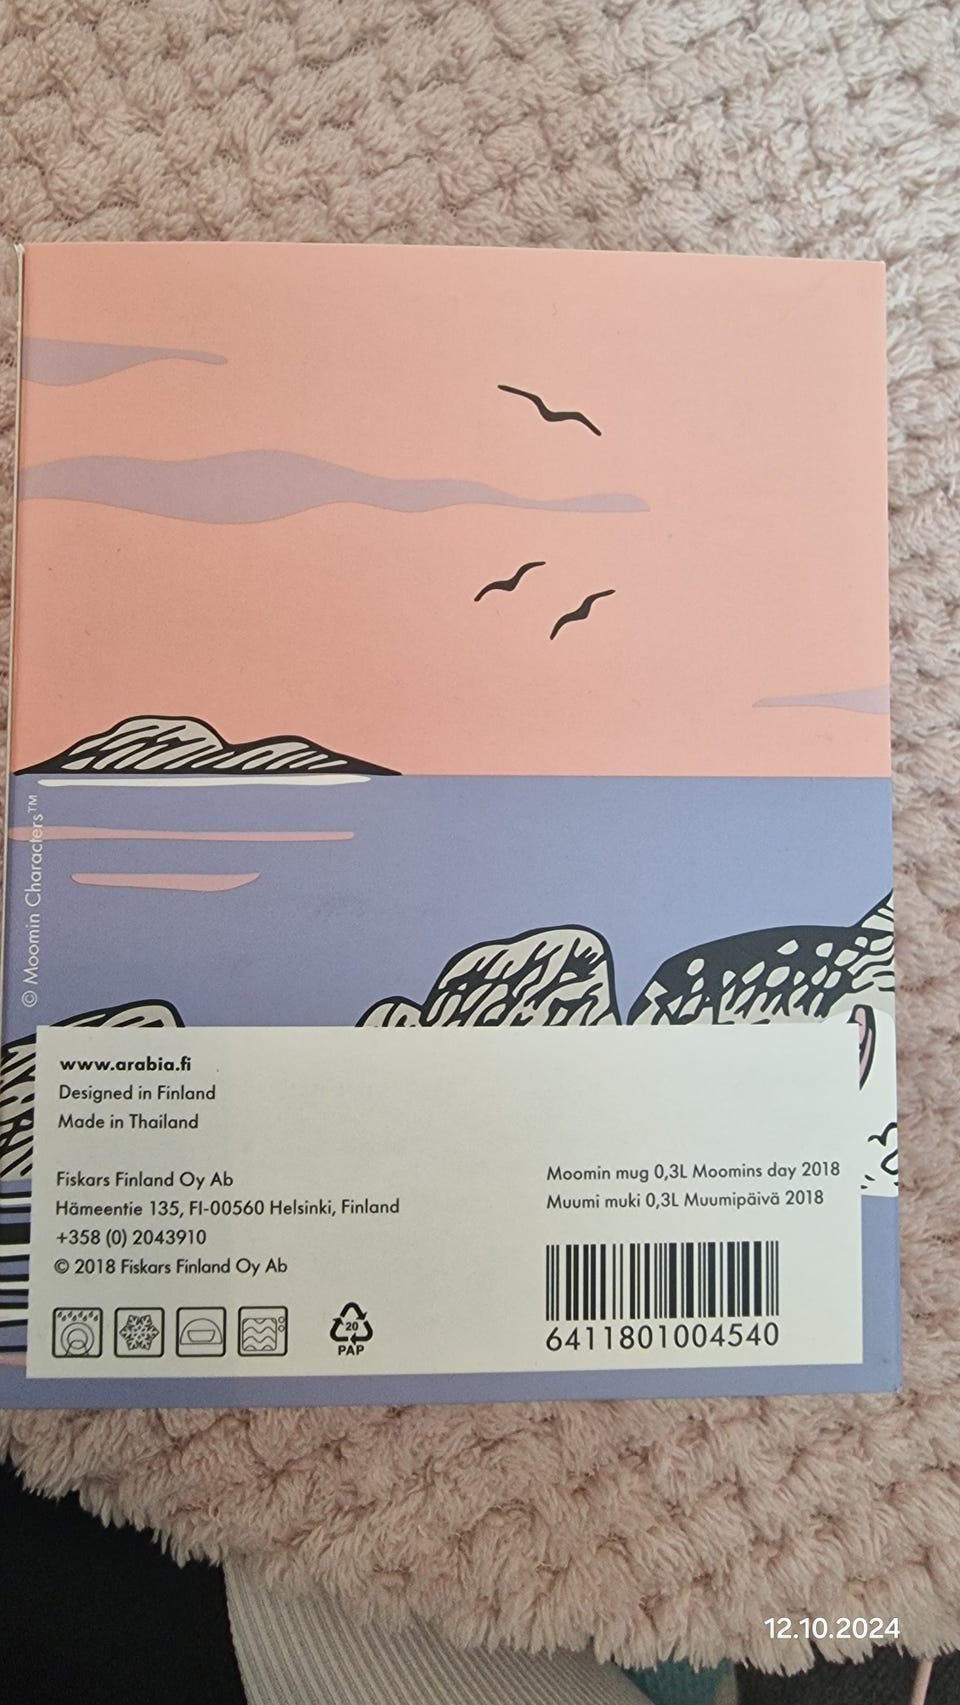 © Moomin Characters™
www.arabia.fi
Designed in Finland
Made in Thailand
Fiskars Finland Oy Ab
Hämeentie 135, FI-00560 Helsinki, Finland
+358 (0) 2043910
© 2018 Fiskars Finland Oy Ab
20
PAP
Moomin mug 0,3L Moomins day 2018
Muumi muki 0,3L Muumipäivä 2018
6411801004540
12.10.2024